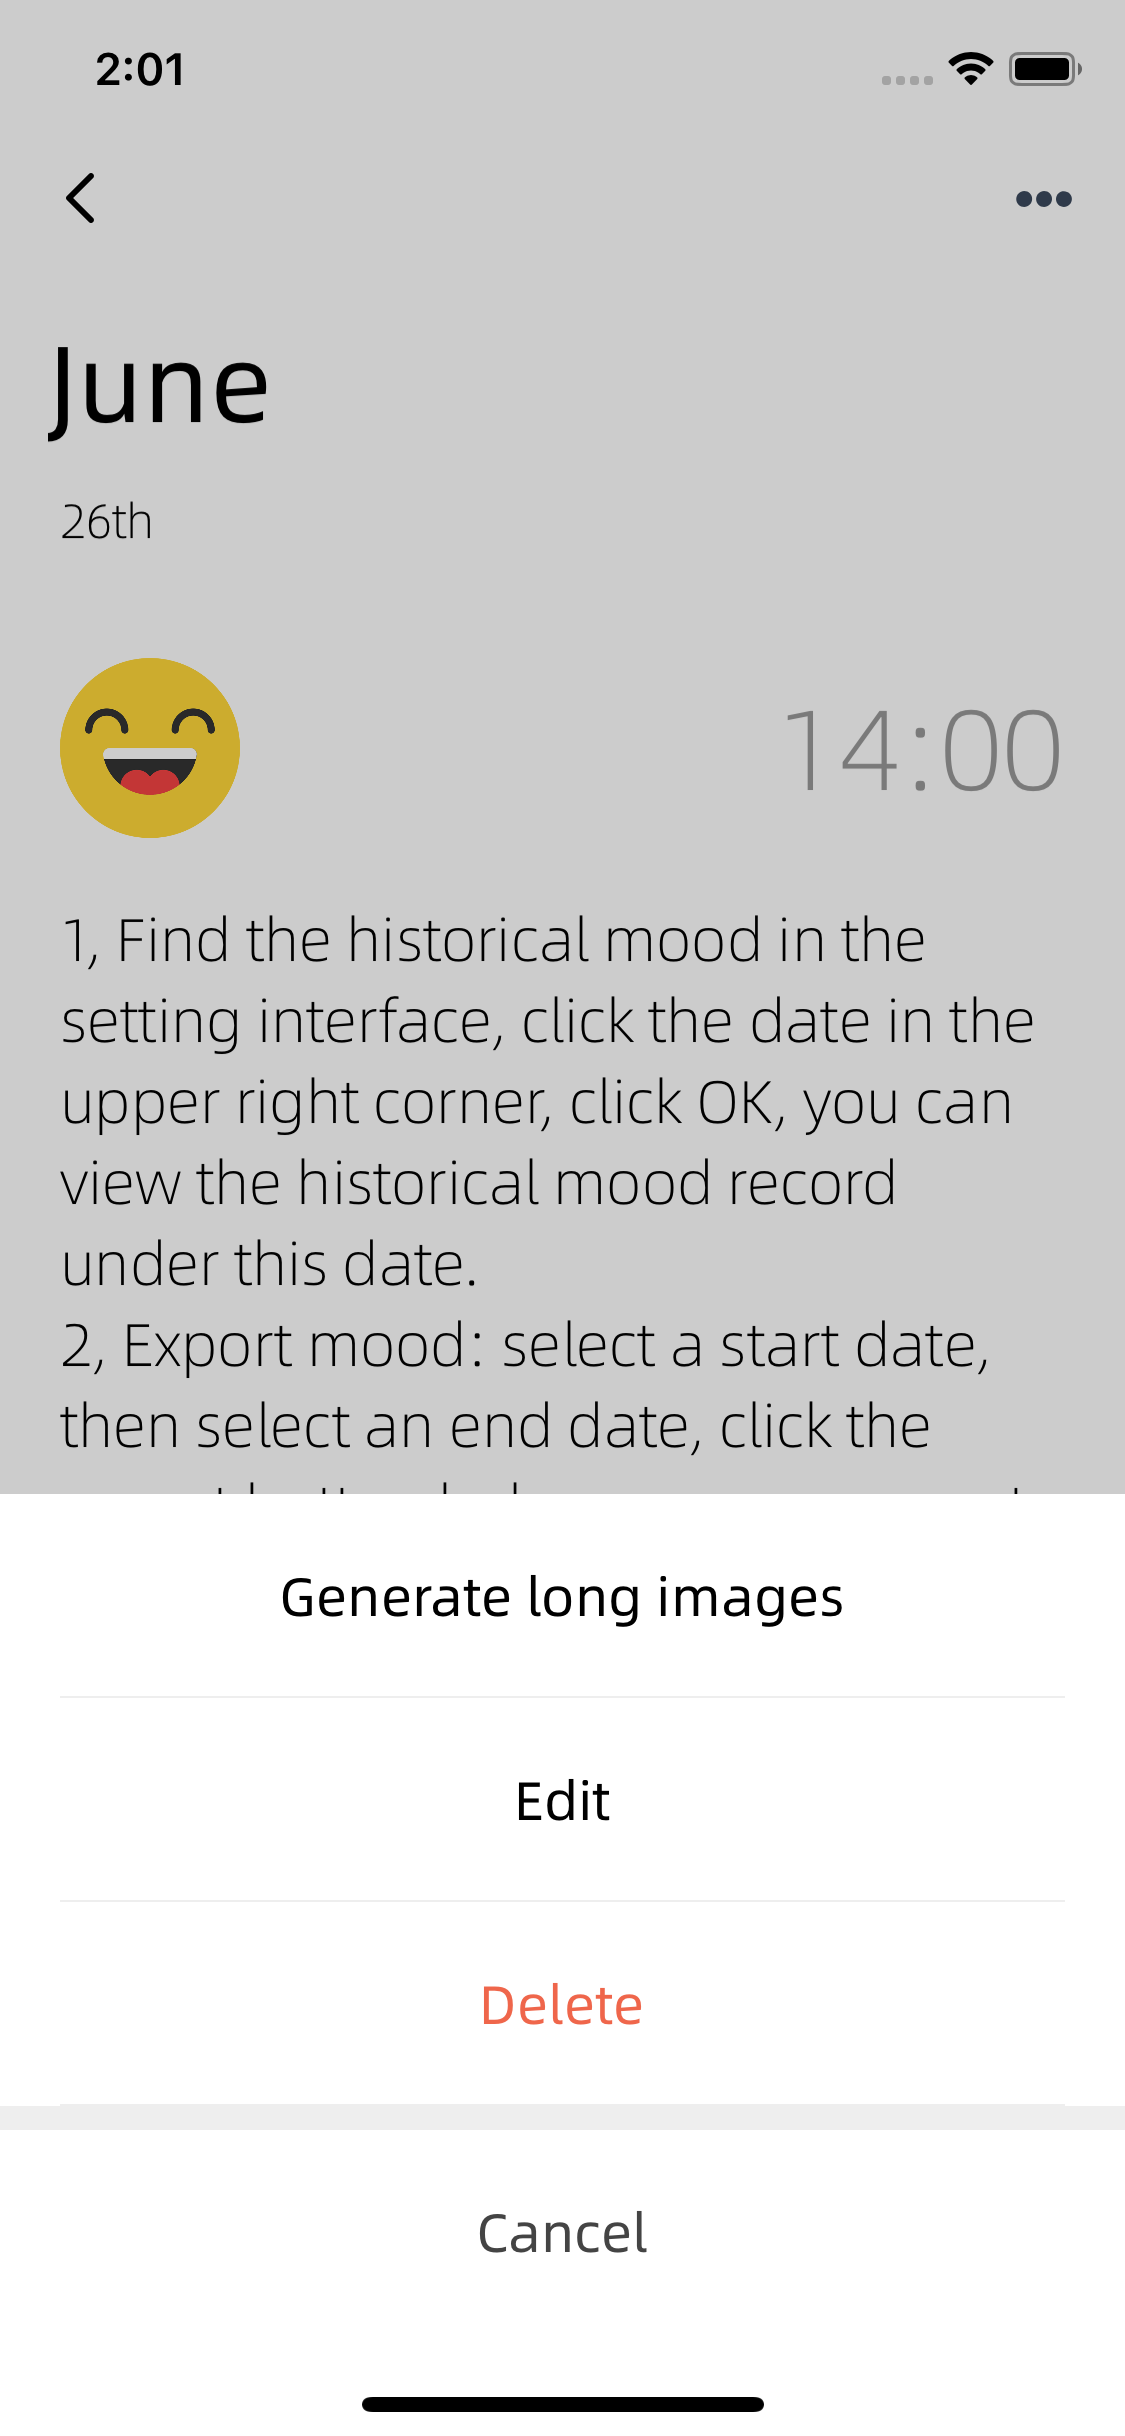 2:01
June
26th
14:00
1, Find the historical mood in the
setting interface, click the date in the
upper right corner, click OK, you can
view the historical mood record
under this date.
2, Export mood: select a start date,
then select an end date, click the
Generate long images
Edit
Delete
Cancel